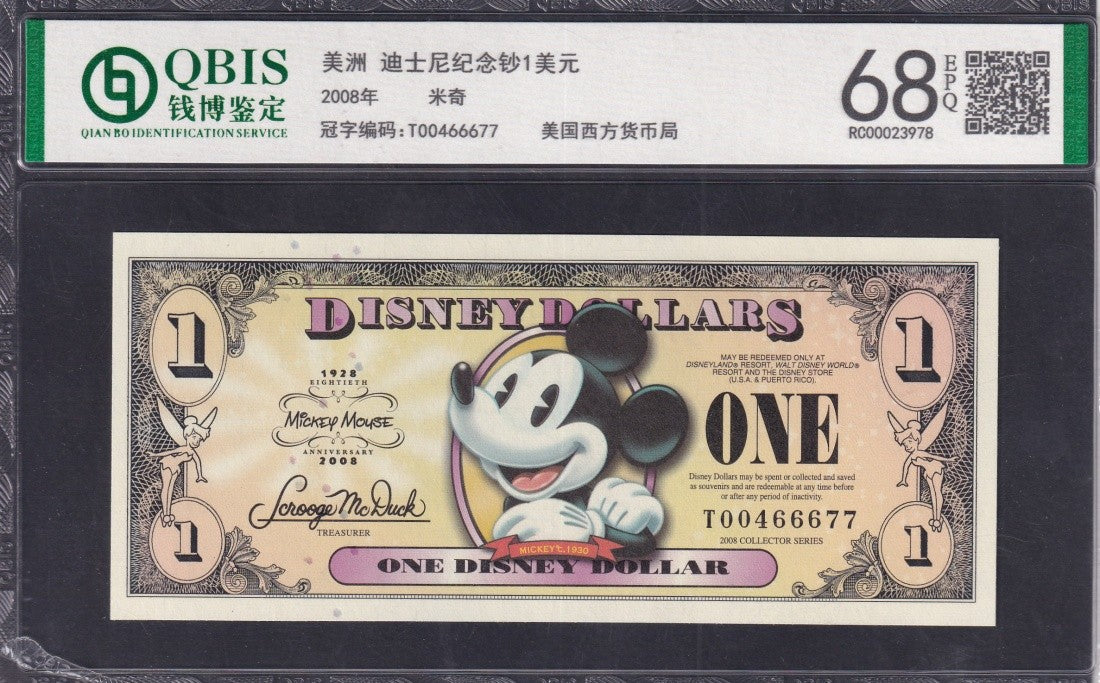 QBIS
钱博鉴定
QIAN BO IDENTIFICATION SERVICE
美洲 迪士尼纪念钞1美元
2008年 米奇
冠字编码:T00466677 美国西方货币局
68 EPQ
RC00023978
1
1
DISNEY DOLLARS
1928
EIGHTIETH
MICKEY MOUSE
ANNIVERSARY
2008
Scrooge McDuck
TREASURER
MAY BE REDEEMED ONLY AT
DISNEYLAND® RESORT, WALT DISNEY WORLD®
RESORT AND THE DISNEY STORE
(U.S.A. & PUERTO RICO).
ONE
Disney Dollars may be spent or collected and saved
as souvenirs and are redeemable at any time before
or after any period of inactivity.
T00466677
2008 COLLECTOR SERIES
MICKEY C. 1930
ONE DISNEY DOLLAR
1
1